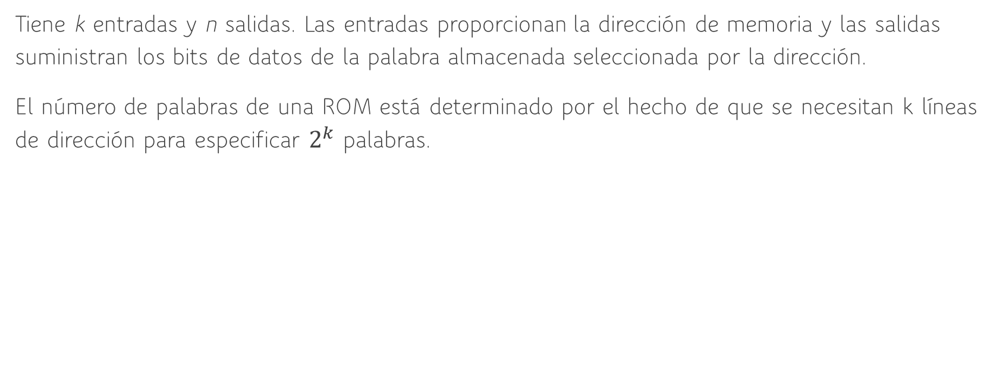 Tiene k entradas y n salidas. Las entradas proporcionan la dirección de memoria y las salidas
suministran los bits de datos de la palabra almacenada seleccionada por la dirección.
El número de palabras de una ROM está determinado por el hecho de que se necesitan k líneas
de dirección para especificar 2^k palabras.